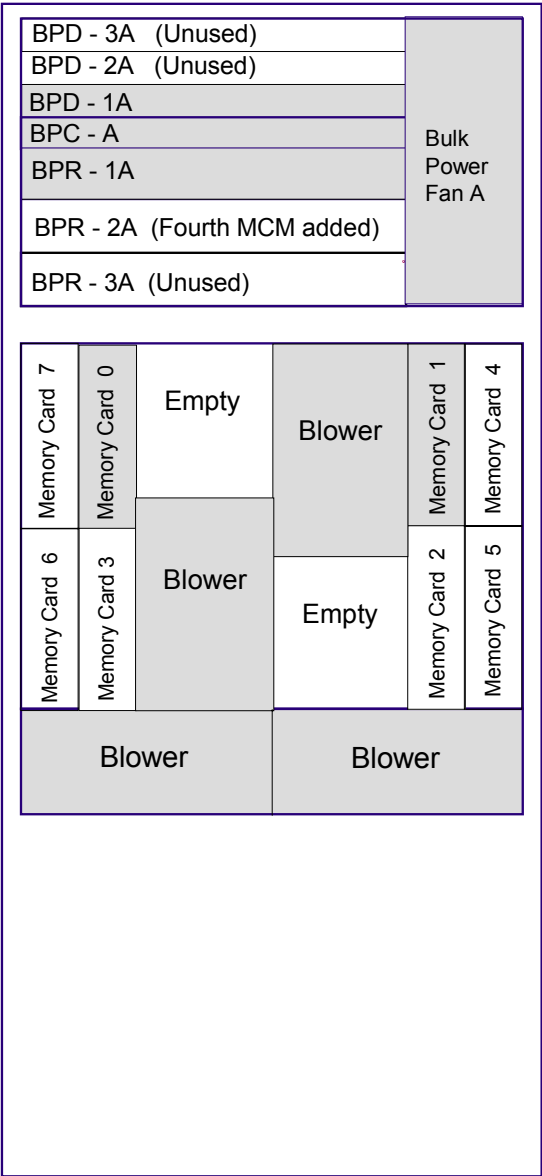 BPD - 3A (Unused)
BPD - 2A (Unused)
BPD - 1A
BPC - A
BPR - 1A
BPR - 2A (Fourth MCM added)
BPR - 3A (Unused)
Bulk
Power
Fan A
Memory Card 7
Memory Card 0
Empty
Blower
Memory Card 1
Memory Card 4
Memory Card 6
Memory Card 3
Blower
Empty
Memory Card 2
Memory Card 5
Blower
Blower